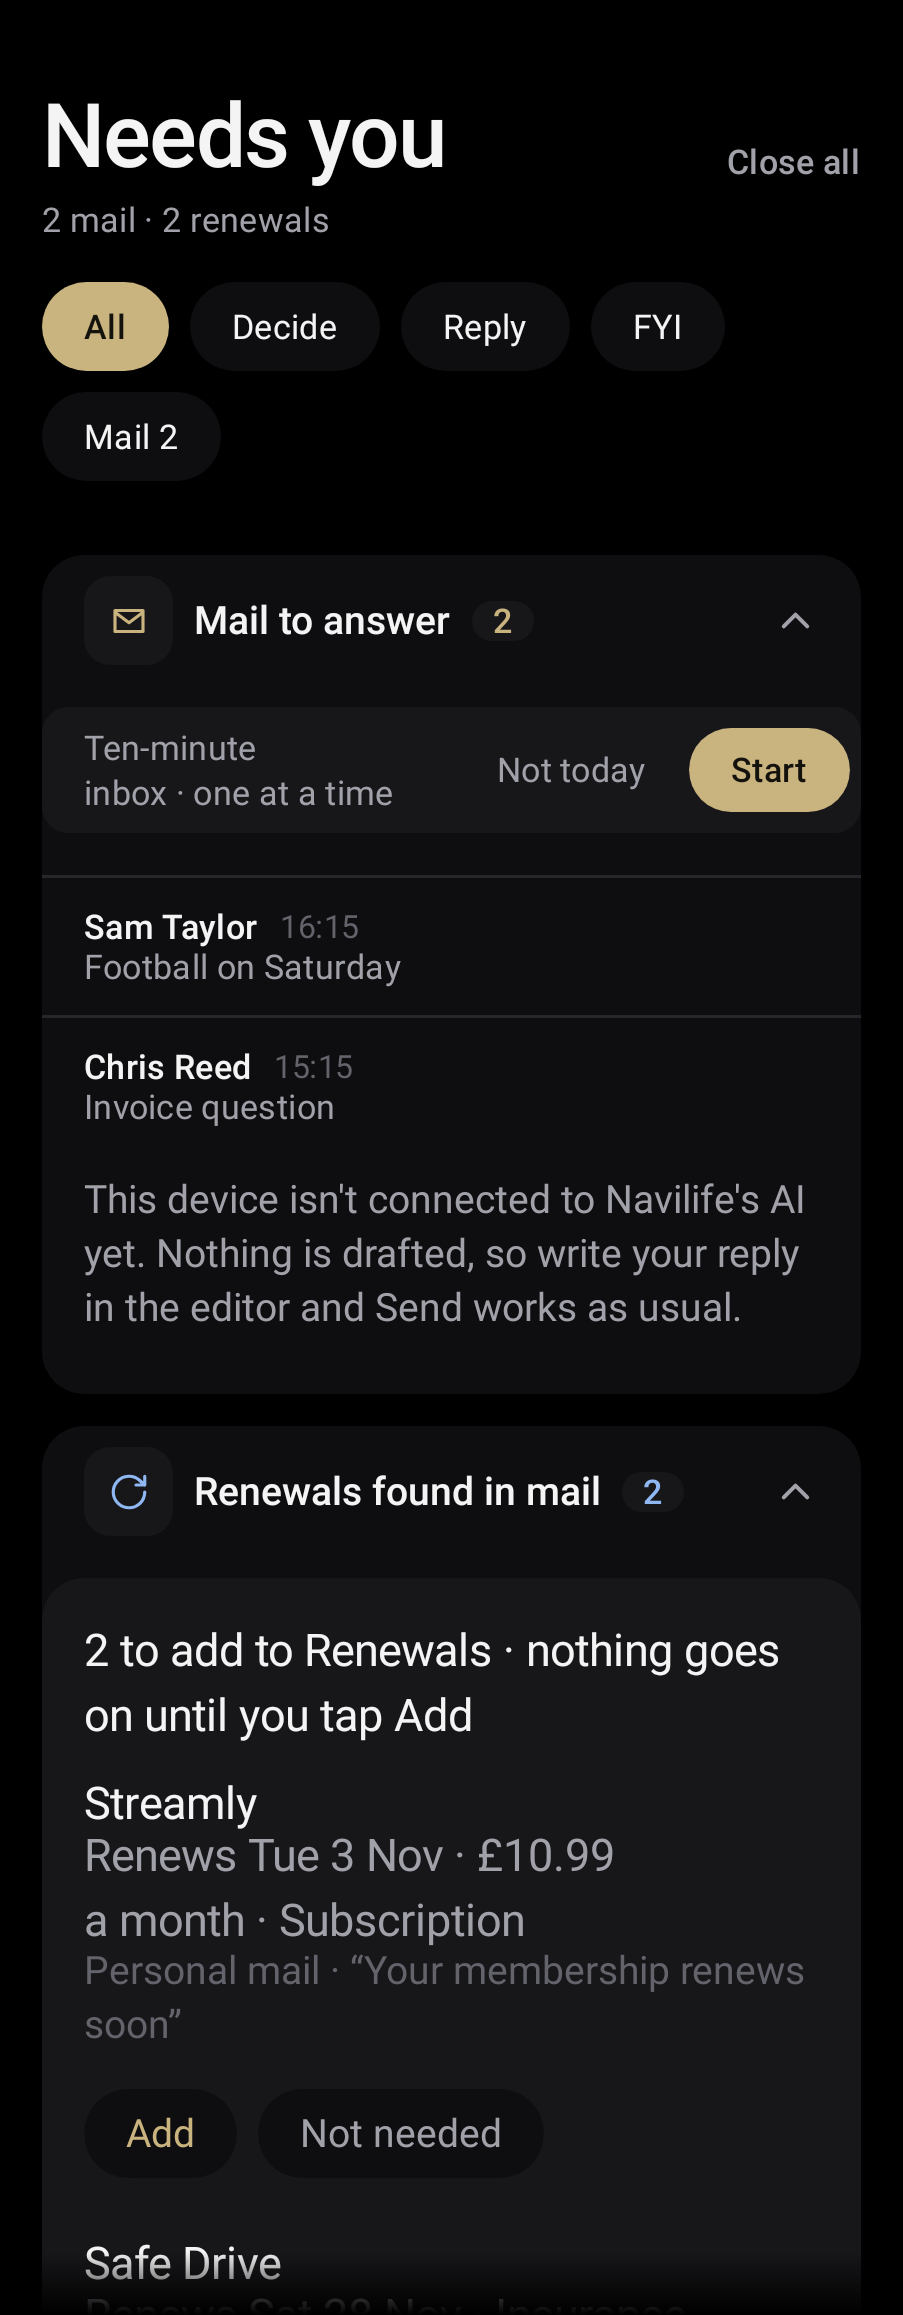 Needs you
Close all
2 mail · 2 renewals
All
Decide
Reply
FYI
Mail 2
Mail to answer 2
Ten-minute
inbox · one at a time
Not today
Start
Sam Taylor 16:15
Football on Saturday
Chris Reed 15:15
Invoice question
This device isn't connected to Navilife's AI
yet. Nothing is drafted, so write your reply
in the editor and Send works as usual.
Renewals found in mail 2
2 to add to Renewals · nothing goes
on until you tap Add
Streamly
Renews Tue 3 Nov · £10.99
a month · Subscription
Personal mail · “Your membership renews
soon”
Add
Not needed
Safe Drive
Renews Sat 28 Nov · Insurance